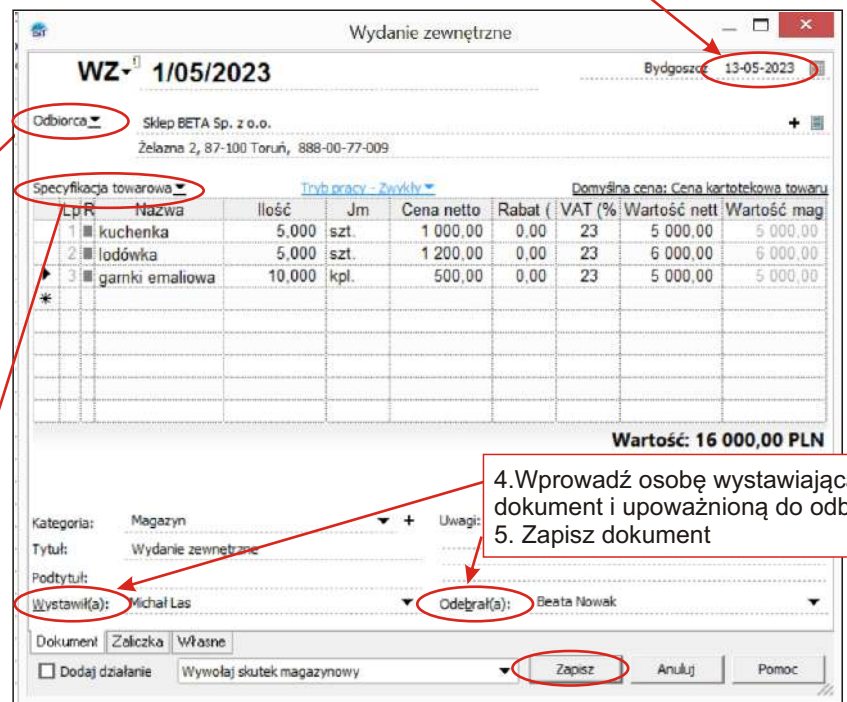 Wydanie zewnętrzne
WZ 1/05/2023
Bydgoszcz 13-05-2023
Odbiorca
Sklep BETA Sp. z o.o.
Żelazna 2, 87-100 Toruń, 888-00-77-009
Specyfikacja towarowa Tryb pracy - Zwykły Domyślna cena: Cena kartotekowa towaru
Lp R Nazwa Ilość Jm Cena netto Rabat ( VAT (% Wartość nett Wartość mag
1 kuchenka 5,000 szt. 1 000,00 0,00 23 5 000,00 5 000,00
2 lodówka 5,000 szt. 1 200,00 0,00 23 6 000,00 6 000,00
3 garnki emaliowa 10,000 kpl. 500,00 0,00 23 5 000,00 5 000,00
*
Wartość: 16 000,00 PLN
4.Wprowadź osobę wystawiając
dokument i upoważnioną do odb
5. Zapisz dokument
Kategoria: Magazyn + Uwagi:
Tytuł: Wydanie zewnętrzne
Podtytuł:
Wystawił(a): Michał Las Odebrał(a): Beata Nowak
Dokument Zaliczka Własne
Dodaj działanie Wywołaj skutek magazynowy Zapisz Anuluj Pomoc